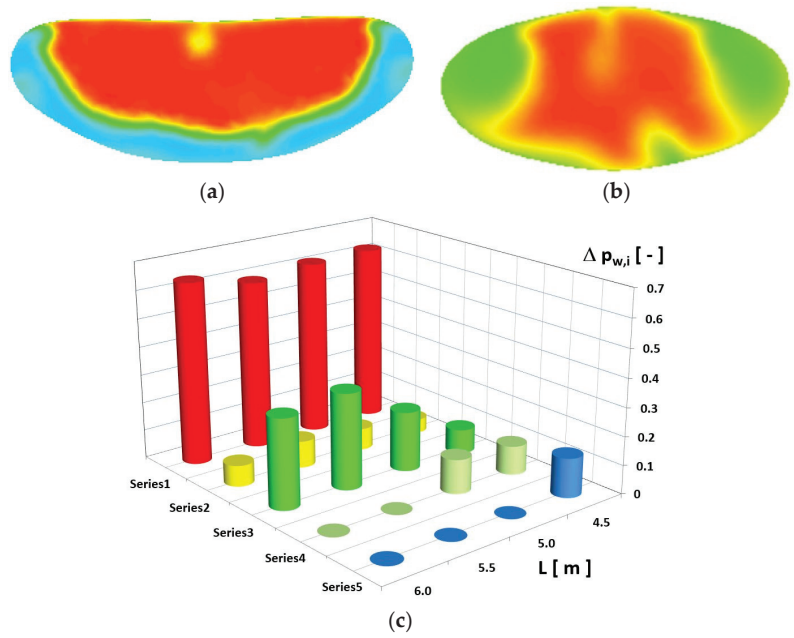 (a)
(b)
Δ p w,i [ - ]
0.7
0.6
0.5
0.4
0.3
0.2
0.1
0
Series1
Series2
Series3
Series4
Series5
4.5
5.0
5.5
6.0
L [ m ]
(c)